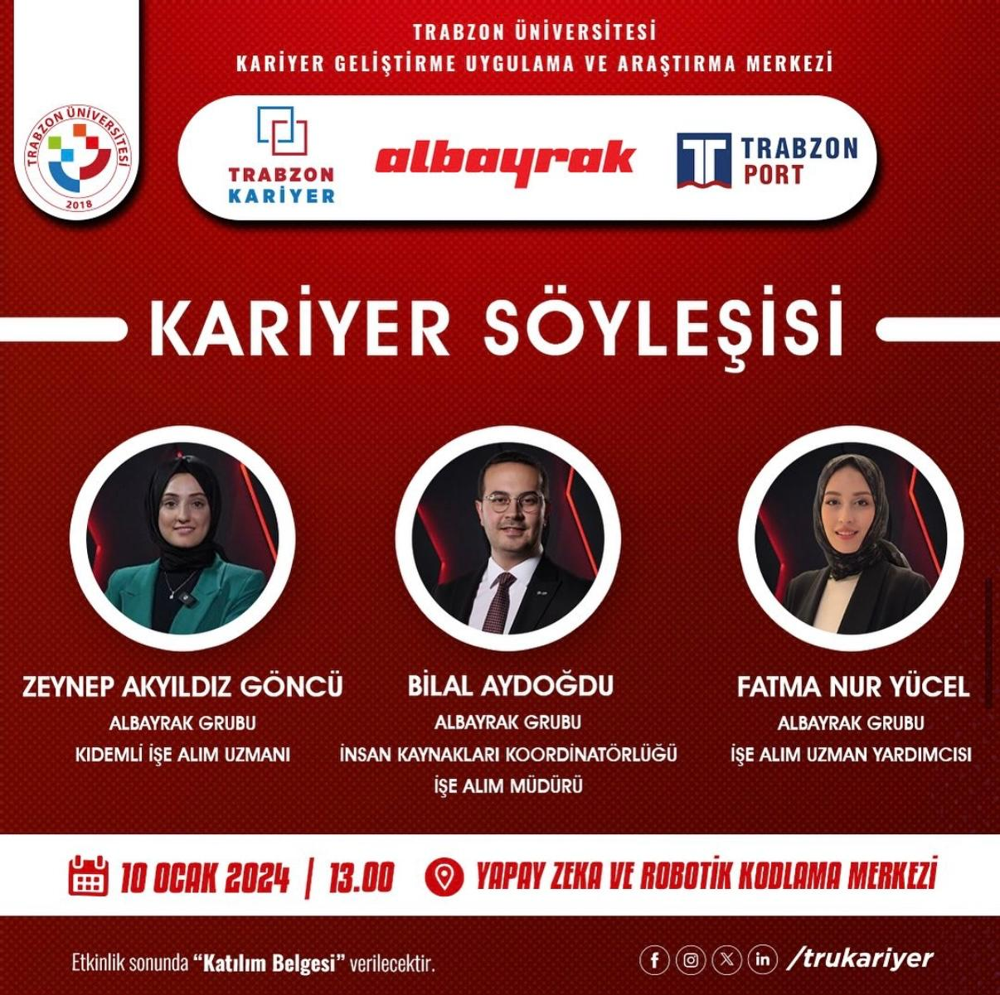 TRABZON ÜNİVERSİTESİ
KARİYER GELİŞTİRME UYGULAMA VE ARAŞTIRMA MERKEZİ
TRABZON ÜNİVERSİTESİ
2018
TRABZON
KARİYER
albayrak
TRABZON
PORT
KARİYER SÖYLEŞİSİ
ZEYNEP AKYILDIZ GÖNCÜ
ALBAYRAK GRUBU
KIDEMLİ İŞE ALIM UZMANI
BİLAL AYDOĞDU
ALBAYRAK GRUBU
İNSAN KAYNAKLARI KOORDİNATÖRLÜĞÜ
İŞE ALIM MÜDÜRÜ
FATMA NUR YÜCEL
ALBAYRAK GRUBU
İŞE ALIM UZMAN YARDIMCISI
10 OCAK 2024 | 13.00
YAPAY ZEKA VE ROBOTİK KODLAMA MERKEZİ
Etkinlik sonunda “Katılım Belgesi” verilecektir.
/trukariyer